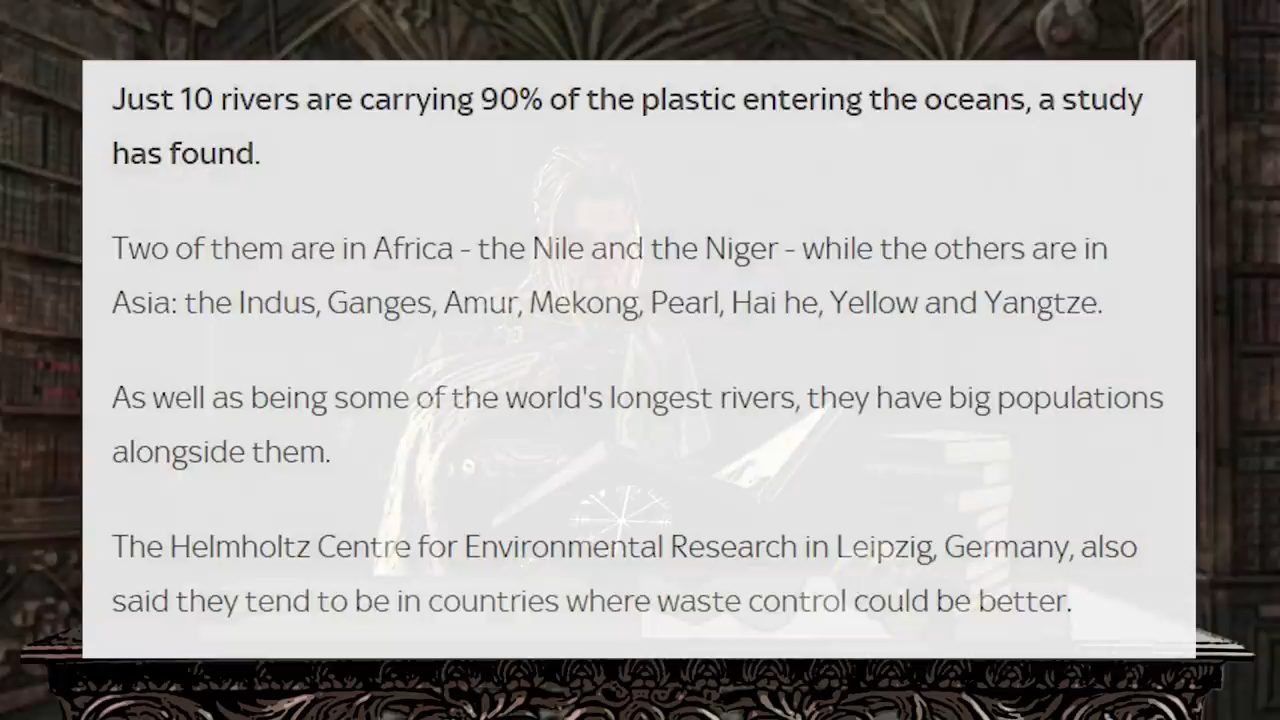 Just 10 rivers are carrying 90% of the plastic entering the oceans, a study
has found.
Two of them are in Africa - the Nile and the Niger - while the others are in
Asia: the Indus, Ganges, Amur, Mekong, Pearl, Hai he, Yellow and Yangtze.
As well as being some of the world's longest rivers, they have big populations
alongside them.
The Helmholtz Centre for Environmental Research in Leipzig, Germany, also
said they tend to be in countries where waste control could be better.